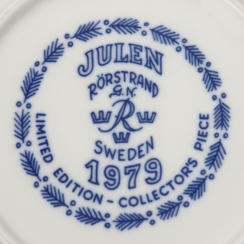 JULEN
RÖRSTRAND
G.N.
R
SWEDEN
1979
LIMITED EDITION - COLLECTOR'S PIECE